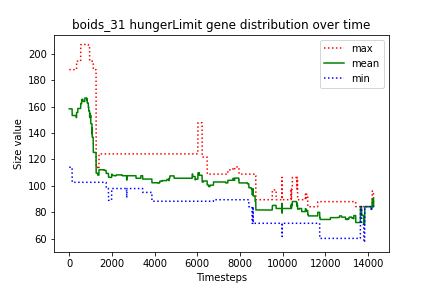 boids_31 hungerLimit gene distribution over time
max
mean
min
Size value
200
180
160
140
120
100
80
60
0
2000
4000
6000
8000
10000
12000
14000
Timesteps